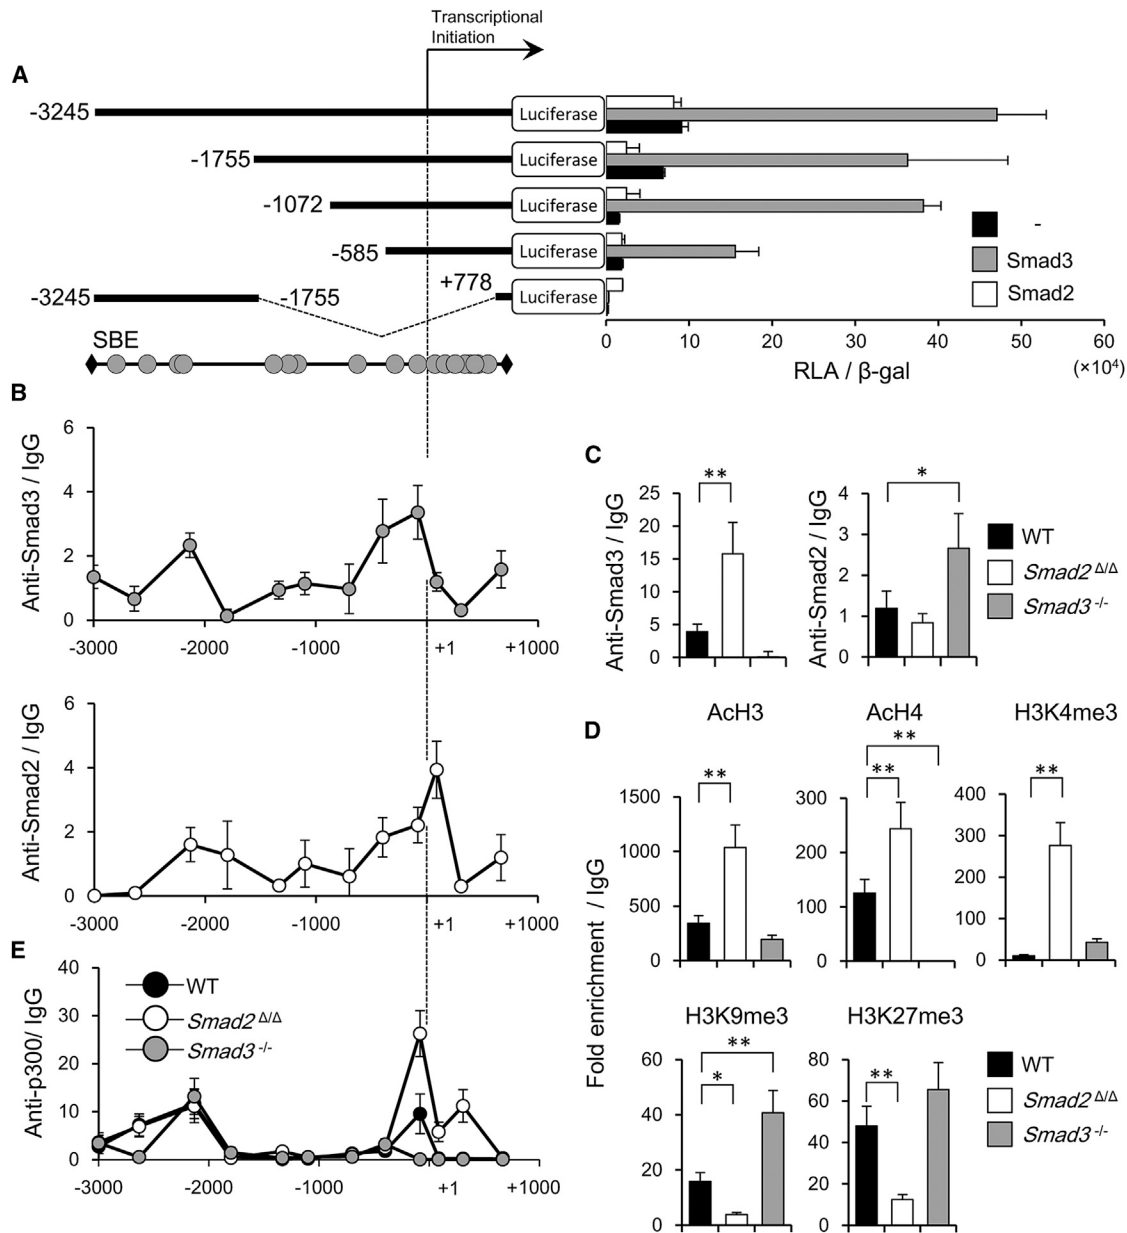 Transcriptional
Initiation
A
-3245
Luciferase
-1755
Luciferase
-1072
Luciferase
-585
Luciferase
-3245
-1755
+778
Luciferase
-
Smad3
Smad2
0
10
20
30
40
50
60
RLA / β-gal
(×10⁴)
SBE
B
Anti-Smad3 / IgG
6
4
2
0
-3000
-2000
-1000
+1
+1000
Anti-Smad2 / IgG
6
4
2
0
-3000
-2000
-1000
+1
+1000
C
Anti-Smad3 / IgG
25
20
15
10
5
0
**
Anti-Smad2 / IgG
4
3
2
1
0
*
WT
Smad2 Δ/Δ
Smad3 -/-
D
Fold enrichment / IgG
AcH3
1500
1000
500
0
**
AcH4
300
200
100
0
**
**
H3K4me3
400
300
200
100
0
**
H3K9me3
60
40
20
0
**
*
H3K27me3
80
60
40
20
0
**
WT
Smad2 Δ/Δ
Smad3 -/-
E
Anti-p300/ IgG
40
30
20
10
0
WT
Smad2 Δ/Δ
Smad3 -/-
-3000
-2000
-1000
+1
+1000